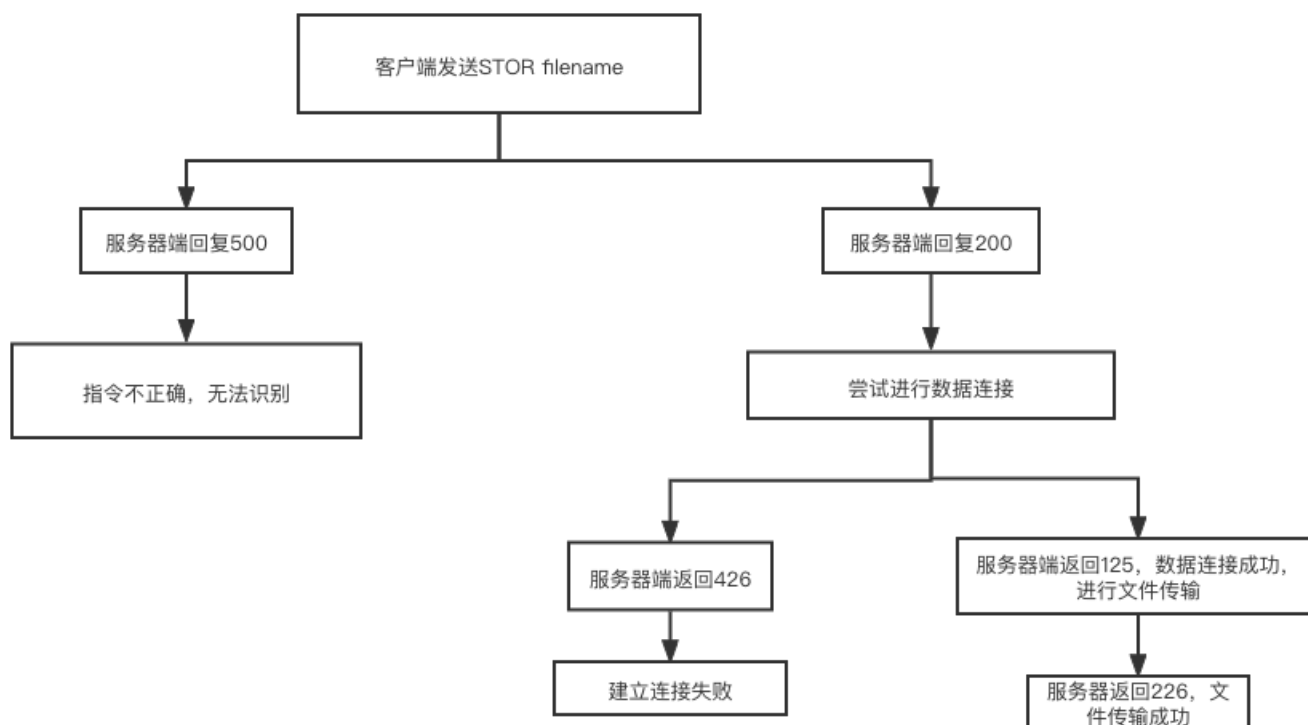 客户端发送STOR filename
服务器端回复500
服务器端回复200
指令不正确，无法识别
尝试进行数据连接
服务器端返回426
服务器端返回125，数据连接成功，
进行文件传输
建立连接失败
服务器返回226，文
件传输成功